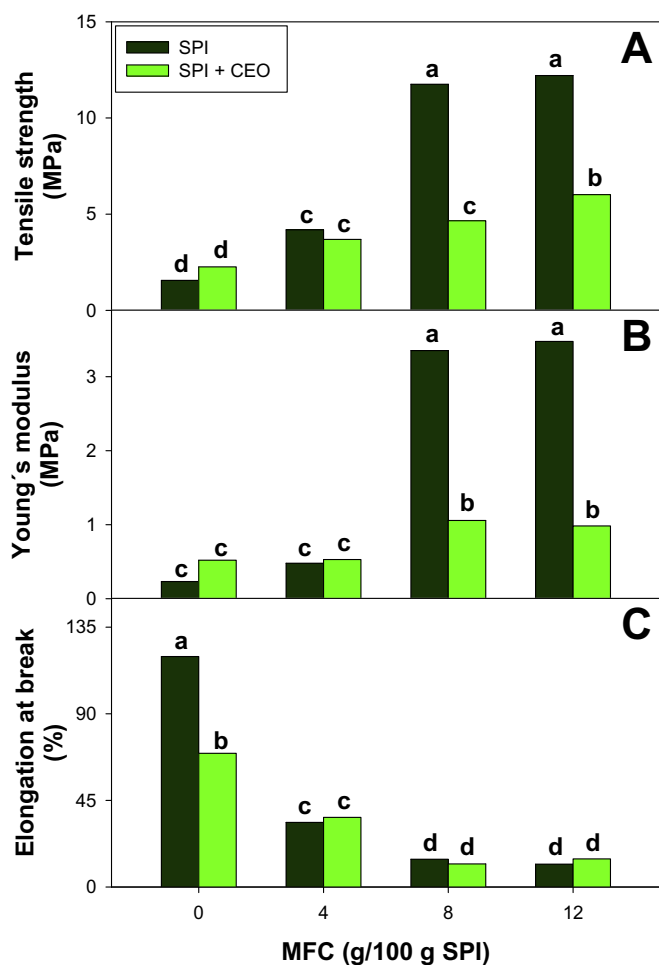 15
SPI
SPI + CEO
A
a
a
10
b
Tensile strength
(MPa)
5
c
c
c
d
d
0
B
a
a
3
Young´s modulus
(MPa)
2
b
b
1
c
c
c
c
0
C
135
a
90
b
Elongation at break
(%)
45
c
c
d
d
d
d
0
0
4
8
12
MFC (g/100 g SPI)